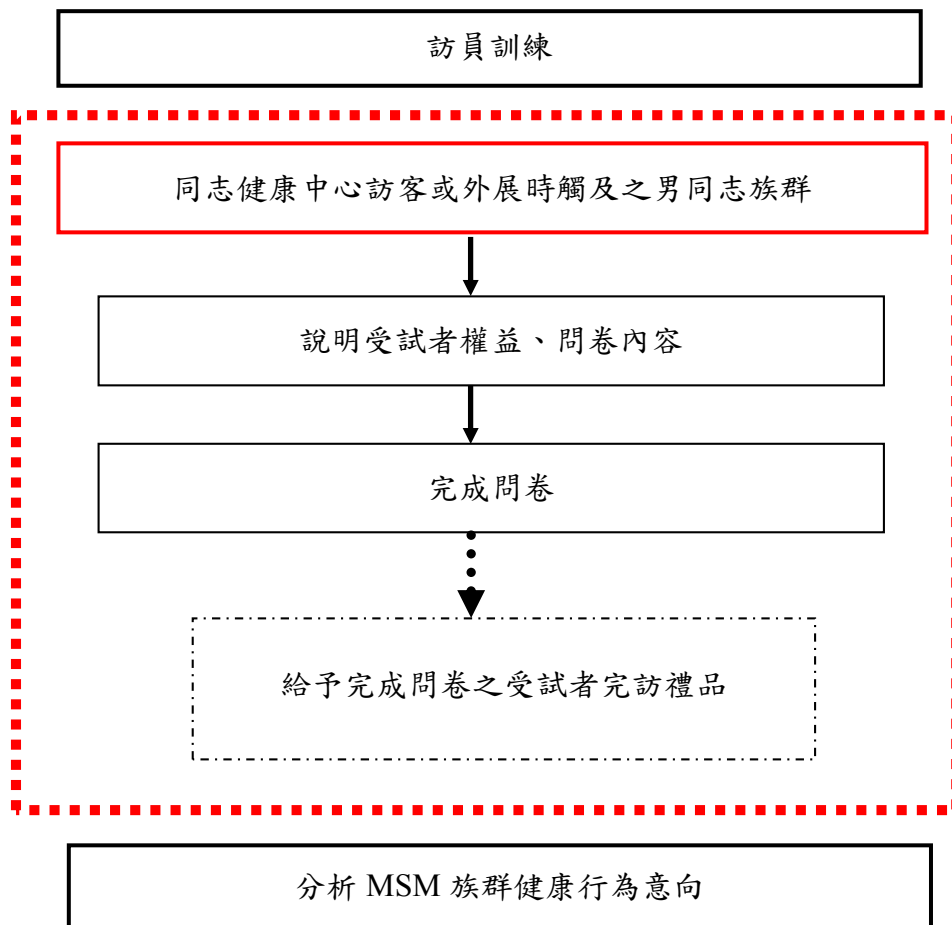 訪員訓練
同志健康中心訪客或外展時觸及之男同志族群
說明受試者權益、問卷內容
完成問卷
給予完成問卷之受試者完訪禮品
分析 MSM 族群健康行為意向